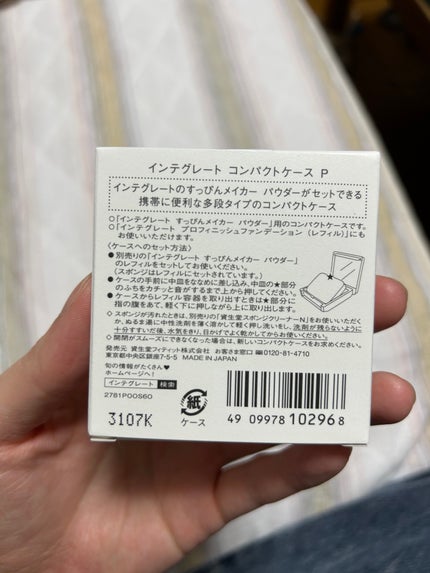 インテグレート コンパクトケース P
インテグレートのすっぴんメイカー パウダーがセットできる
携帯に便利な多段タイプのコンパクトケース
○「インテグレート すっぴんメイカー パウダー」用のコンパクトケースです。
○「インテグレート プロフィニッシュファンデーション (レフィル)」にも
お使いいただけます。
〈ケースへのセット方法〉
●別売りの「インテグレート すっぴんメイカー パウダー」
のレフィルをセットしてお使いください。
(スポンジはレフィルにセットされています。)
●ケースの手前に中皿をななめに差し込み、中皿の★部分
のふちをカチッと音がするまで上から押してください。
●ケースからレフィル容器を取り出すときは★部分に
指の腹をあて、軽く下に押しながら上に取り出します。
◇スポンジが汚れたときは、別売りの「資生堂スポンジクリーナーN」をお使いいただく
か、ぬるま湯に中性洗剤を薄く溶かして軽く押し洗いをし、洗剤が残らないように
十分すすいだ後、水気をきり、日かげでよく乾かしてからお使いください。
◇開閉がスムーズにできなくなった場合は、新しいコンパクトケースをお求めください。
発売元 資生堂フィティット株式会社 お客さま窓口 0120-81-4710
東京都中央区銀座7-5-5 MADE IN JAPAN
旬の情報がたくさん♥
ホームページへ!
インテグレート 検索
2781P00S60
3107K
紙
ケース
4 909978 102968